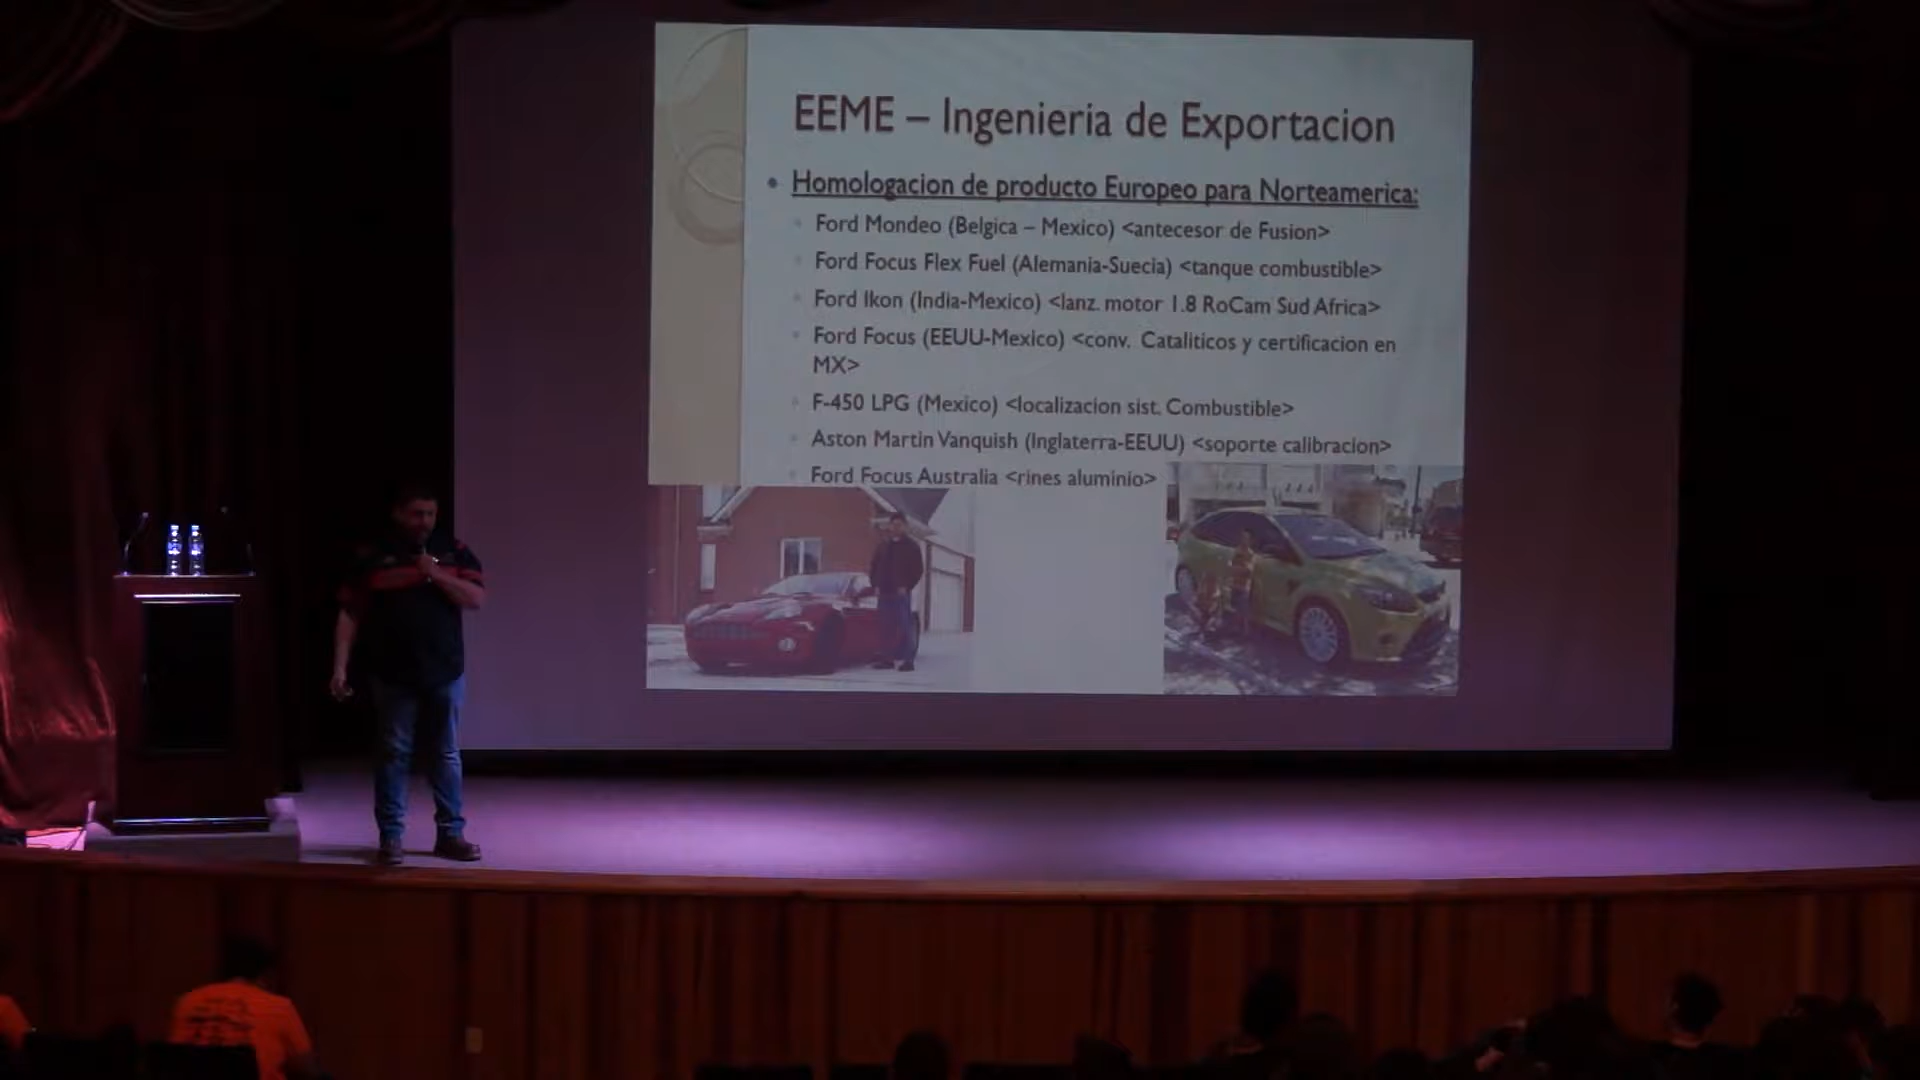 EEME – Ingenieria de Exportacion
• Homologacion de producto Europeo para Norteamerica:
Ford Mondeo (Belgica – Mexico) <antecesor de Fusion>
Ford Focus Flex Fuel (Alemania-Suecia) <tanque combustible>
Ford Ikon (India-Mexico) <lanz. motor 1.8 RoCam Sud Africa>
Ford Focus (EEUU-Mexico) <conv. Cataliticos y certificacion en
MX>
F-450 LPG (Mexico) <localizacion sist. Combustible>
Aston Martin Vanquish (Inglaterra-EEUU) <soporte calibracion>
Ford Focus Australia <rines aluminio>